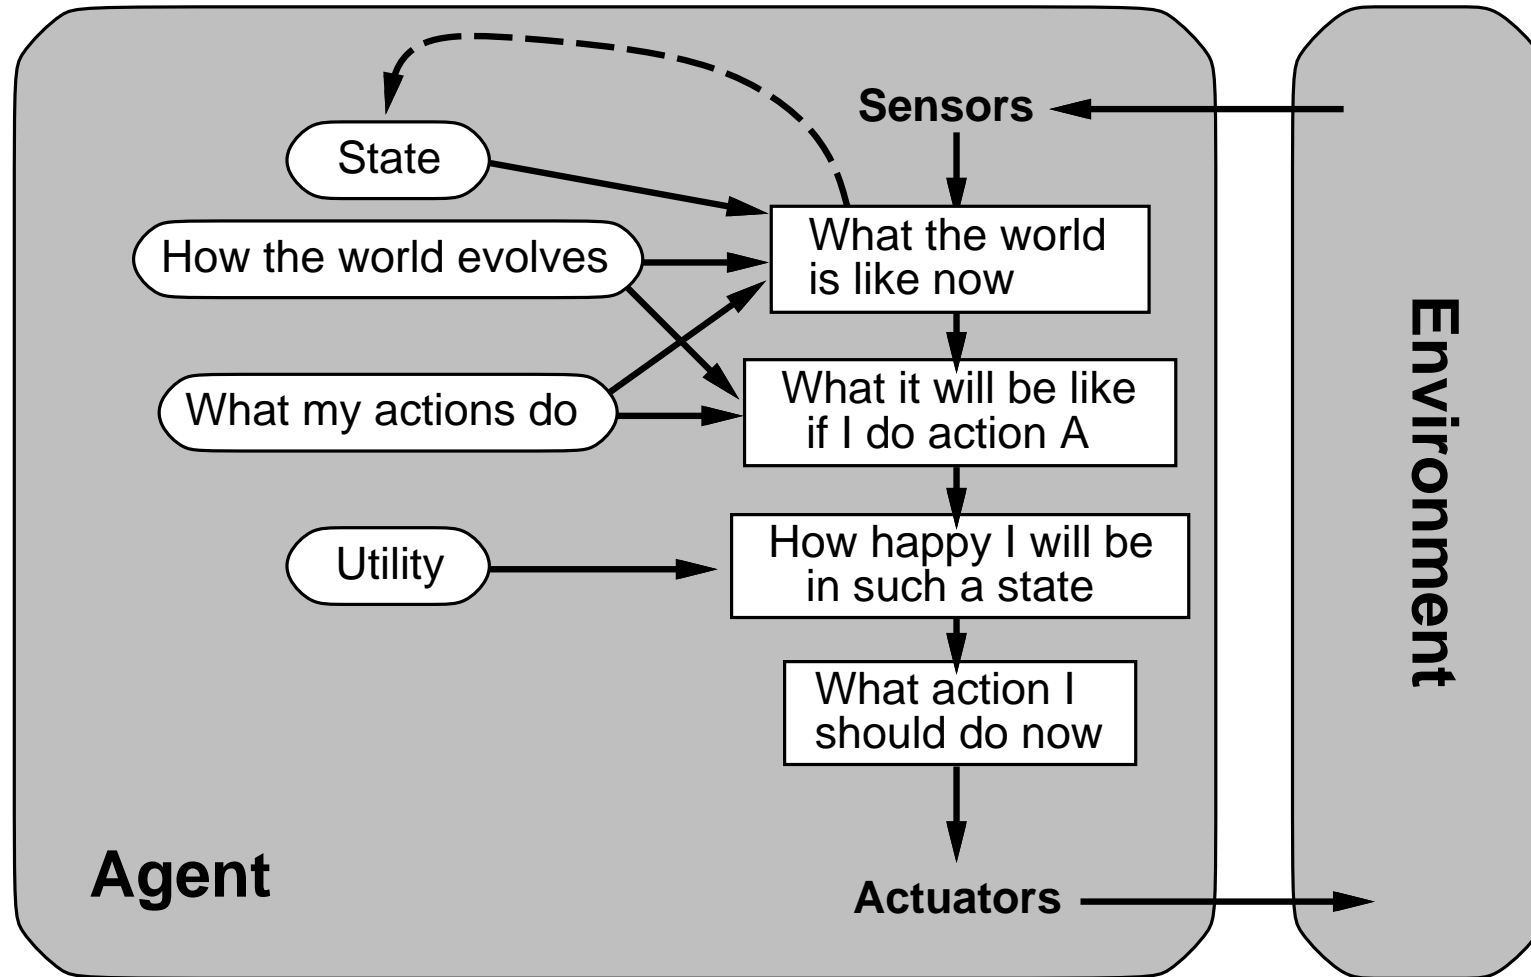 Sensors
State
What the world
is like now
How the world evolves
What it will be like
if I do action A
What my actions do
How happy I will be
in such a state
Utility
What action I
should do now
Agent
Actuators
Environment